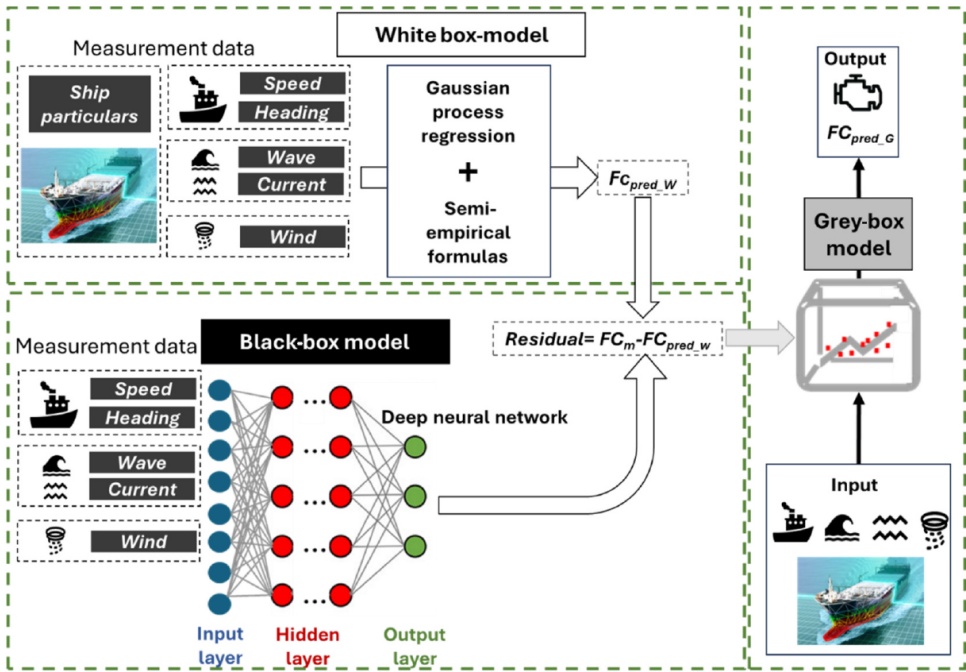 White box-model
Measurement data
Ship
particulars
Speed
Heading
Wave
Current
Wind
Gaussian
process
regression
+
Semi-
empirical
formulas
Fc_pred_W
Black-box model
Measurement data
Speed
Heading
Wave
Current
Wind
...
...
...
...
...
Deep neural network
Input
layer
Hidden
layer
Output
layer
Residual= FC_m-FC_pred_w
Output
FC_pred_G
Grey-box
model
Input